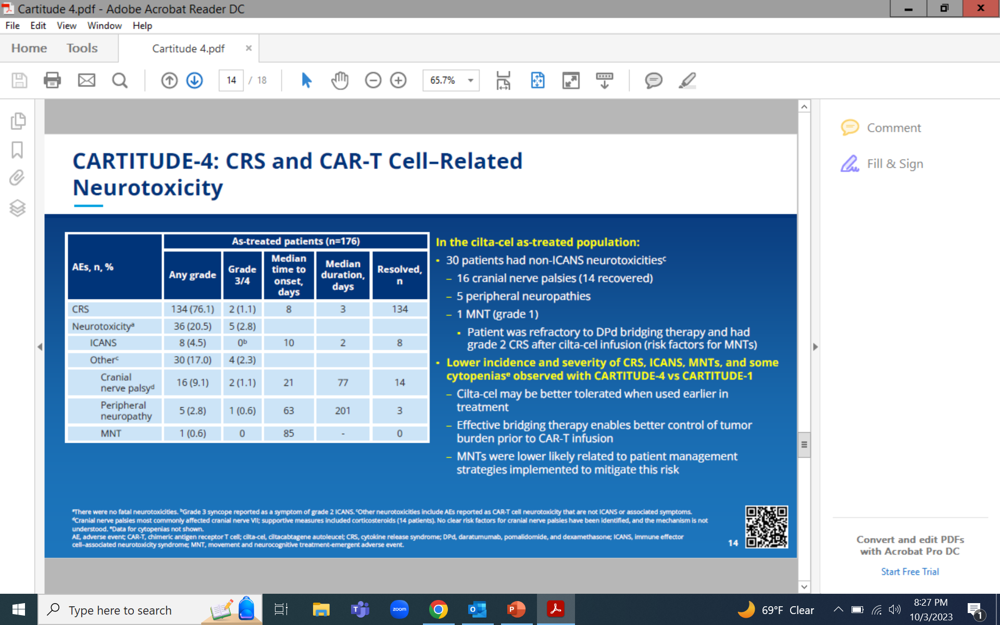 Cartitude 4.pdf - Adobe Acrobat Reader DC
File Edit View Window Help
Home Tools Cartitude 4.pdf ×
14 / 18 65.7%
Comment
Fill & Sign
CARTITUDE-4: CRS and CAR-T Cell–Related
Neurotoxicity
AEs, n, %
As-treated patients (n=176)
Any grade
Grade
3/4
Median
time to
onset,
days
Median
duration,
days
Resolved,
n
CRS 134 (76.1) 2 (1.1) 8 3 134
Neurotoxicityᵃ 36 (20.5) 5 (2.8)
ICANS 8 (4.5) 0ᵇ 10 2 8
Otherᶜ 30 (17.0) 4 (2.3)
Cranial
nerve palsyᵈ 16 (9.1) 2 (1.1) 21 77 14
Peripheral
neuropathy 5 (2.8) 1 (0.6) 63 201 3
MNT 1 (0.6) 0 85 - 0
In the cilta-cel as-treated population:
• 30 patients had non-ICANS neurotoxicitiesᶜ
– 16 cranial nerve palsies (14 recovered)
– 5 peripheral neuropathies
– 1 MNT (grade 1)
▪ Patient was refractory to DPd bridging therapy and had
grade 2 CRS after cilta-cel infusion (risk factors for MNTs)
• Lower incidence and severity of CRS, ICANS, MNTs, and some
cytopeniasᵉ observed with CARTITUDE-4 vs CARTITUDE-1
– Cilta-cel may be better tolerated when used earlier in
treatment
– Effective bridging therapy enables better control of tumor
burden prior to CAR-T infusion
– MNTs were lower likely related to patient management
strategies implemented to mitigate this risk
ᵃThere were no fatal neurotoxicities. ᵇGrade 3 syncope reported as a symptom of grade 2 ICANS. ᶜOther neurotoxicities include AEs reported as CAR-T cell neurotoxicity that are not ICANS or associated symptoms.
ᵈCranial nerve palsies most commonly affected cranial nerve VII; supportive measures included corticosteroids (14 patients). No clear risk factors for cranial nerve palsies have been identified, and the mechanism is not
understood. ᵉData for cytopenias not shown.
AE, adverse event; CAR-T, chimeric antigen receptor T cell; cilta-cel, ciltacabtagene autoleucel; CRS, cytokine release syndrome; DPd, daratumumab, pomalidomide, and dexamethasone; ICANS, immune effector
cell–associated neurotoxicity syndrome; MNT, movement and neurocognitive treatment-emergent adverse event.
14
Convert and edit PDFs
with Acrobat Pro DC
Start Free Trial
Type here to search
zoom
69°F Clear
8:27 PM
10/3/2023
1